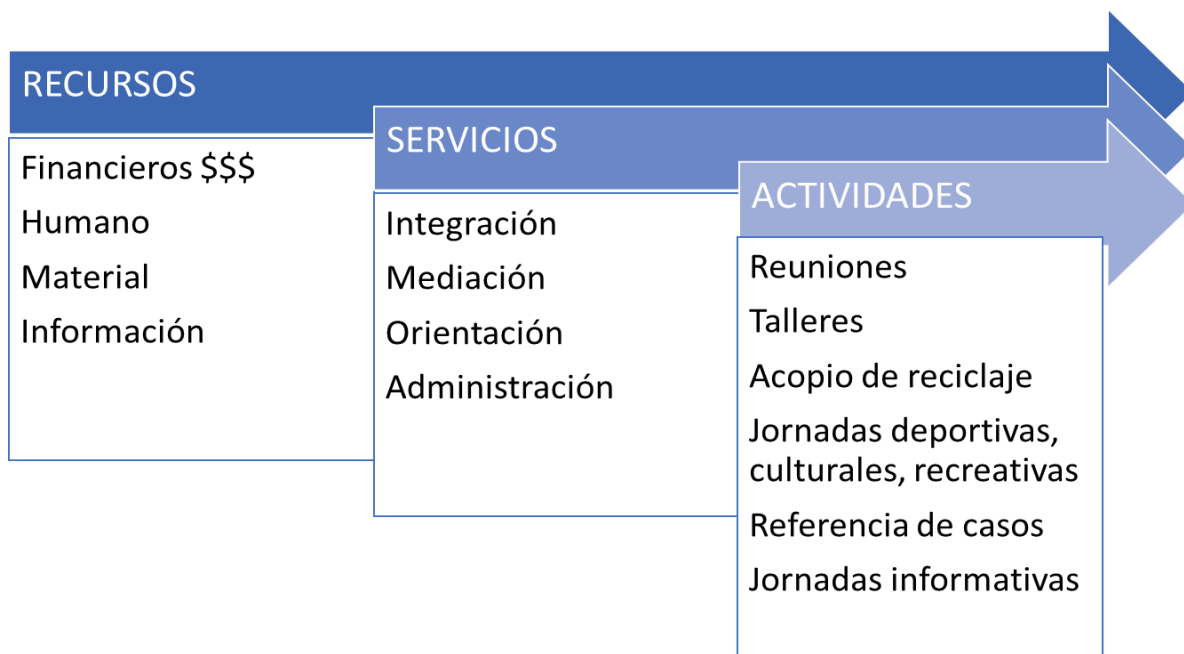 RECURSOS
Financieros $$$
Humano
Material
Información
SERVICIOS
Integración
Mediación
Orientación
Administración
ACTIVIDADES
Reuniones
Talleres
Acopio de reciclaje
Jornadas deportivas,
culturales, recreativas
Referencia de casos
Jornadas informativas